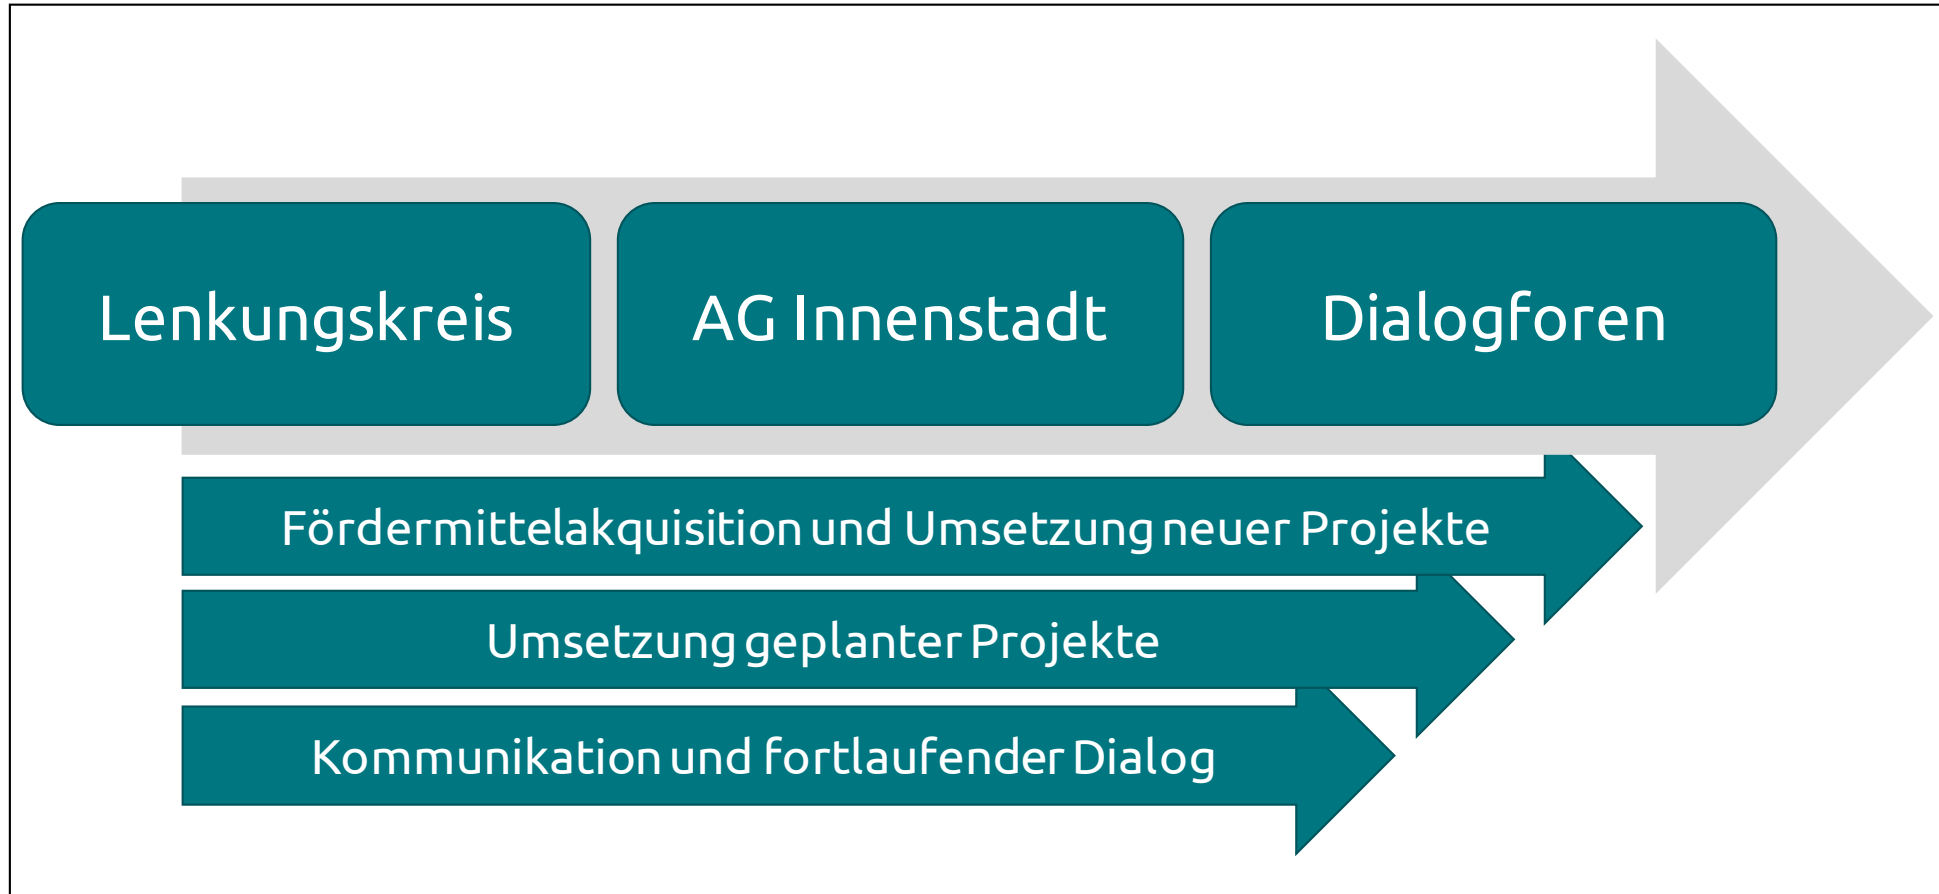 Lenkungskreis
AG Innenstadt
Dialogforen
Fördermittelakquisition und Umsetzung neuer Projekte
Umsetzung geplanter Projekte
Kommunikation und fortlaufender Dialog